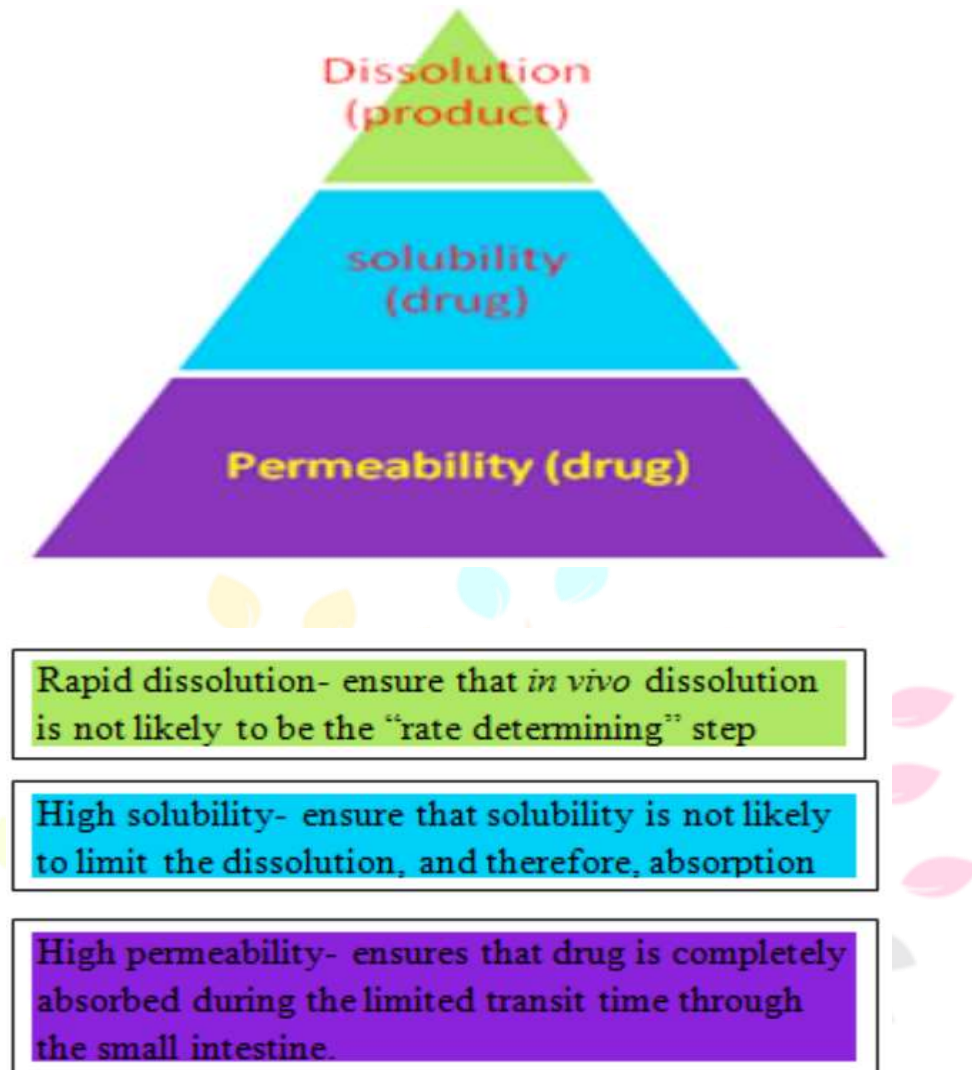 Dissolution
(product)
solubility
(drug)
Permeability (drug)
Rapid dissolution- ensure that in vivo dissolution
is not likely to be the “rate determining” step
High solubility- ensure that solubility is not likely
to limit the dissolution, and therefore, absorption
High permeability- ensures that drug is completely
absorbed during the limited transit time through
the small intestine.